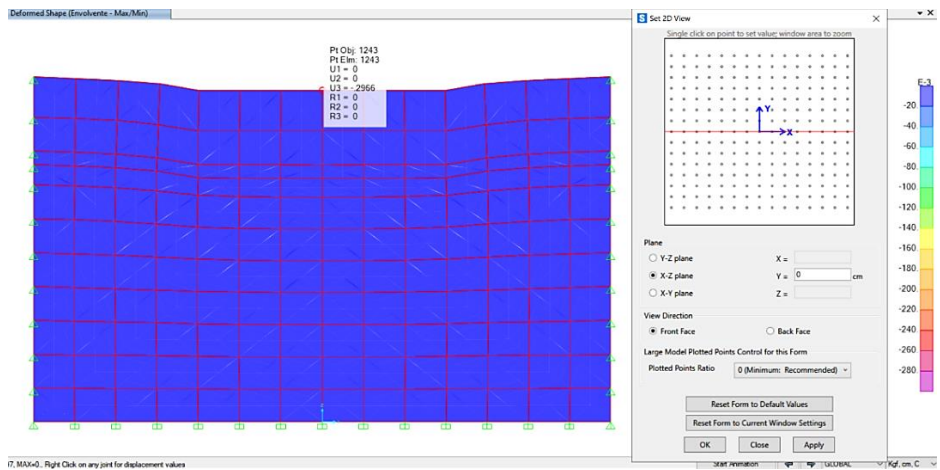 Deformed Shape (Envolvente - Max/Min)
Pt Obj: 1243
Pt Elm: 1243
U1 = 0
U2 = 0
U3 = -.2966
R1 = 0
R2 = 0
R3 = 0
S Set 2D View
Single click on point to set value; window area to zoom
Y
X
Plane
Y-Z plane
X =
X-Z plane
Y = 0 cm
X-Y plane
Z =
View Direction
Front Face
Back Face
Large Model Plotted Points Control for this Form
Plotted Points Ratio
0 (Minimum: Recommended)
Reset Form to Default Values
Reset Form to Current Window Settings
OK
Close
Apply
E-3
-20.
-40.
-60.
-80.
-100.
-120.
-140.
-160.
-180.
-200.
-220.
-240.
-260.
-280.
07, MAX=0., Right Click on any joint for displacement values
Start Animation
GLOBAL
Kgf, cm, C